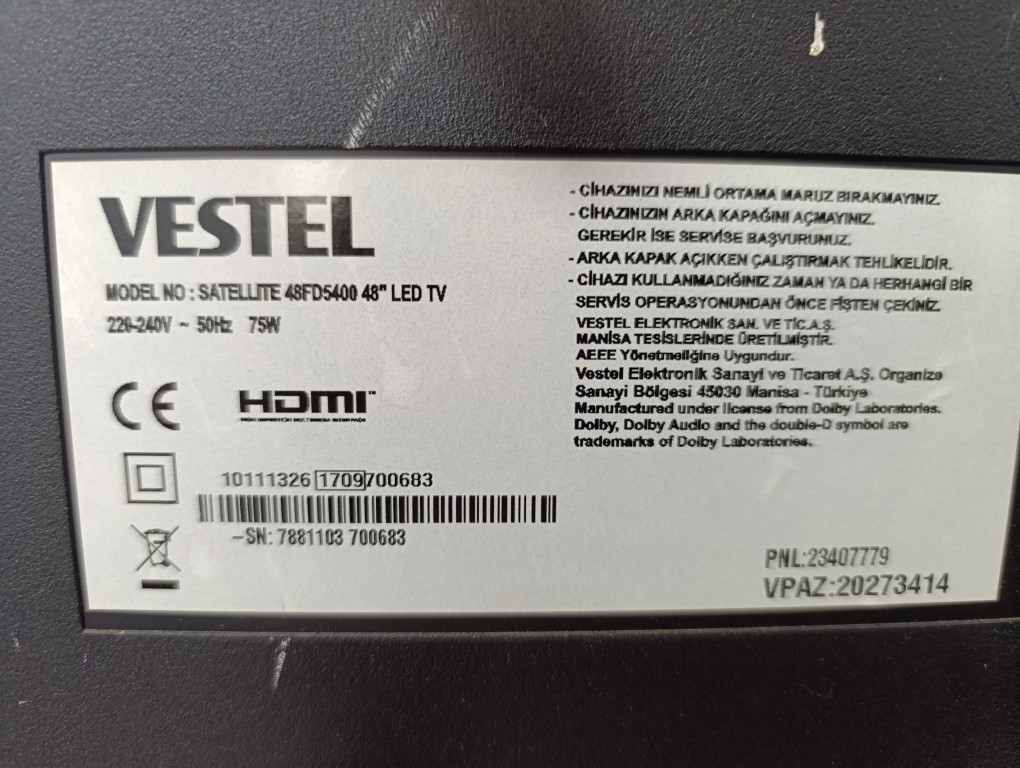 VESTEL
MODEL NO : SATELLITE 48FD5400 48" LED TV
220-240V ~ 50Hz 75W
CE
HDMI™
HIGH-DEFINITION MULTIMEDIA INTERFACE
10111326 1709 700683
-SN: 7881103 700683
- CİHAZINIZI NEMLİ ORTAMA MARUZ BIRAKMAYINIZ.
- CİHAZINIZIN ARKA KAPAĞINI AÇMAYINIZ.
GEREKİR İSE SERVİSE BAŞVURUNUZ.
- ARKA KAPAK AÇIKKEN ÇALIŞTIRMAK TEHLİKELİDİR.
- CİHAZI KULLANMADIĞINIZ ZAMAN YA DA HERHANGİ BİR
SERVİS OPERASYONUNDAN ÖNCE FİŞTEN ÇEKİNİZ.
VESTEL ELEKTRONİK SAN. VE TİC.A.Ş.
MANİSA TESİSLERİNDE ÜRETİLMİŞTİR.
AEEE Yönetmeliğine Uygundur.
Vestel Elektronik Sanayi ve Ticaret A.Ş. Organize
Sanayi Bölgesi 45030 Manisa - Türkiye
Manufactured under license from Dolby Laboratories.
Dolby, Dolby Audio and the double-D symbol are
trademarks of Dolby Laboratories.
PNL:23407779
VPAZ:20273414